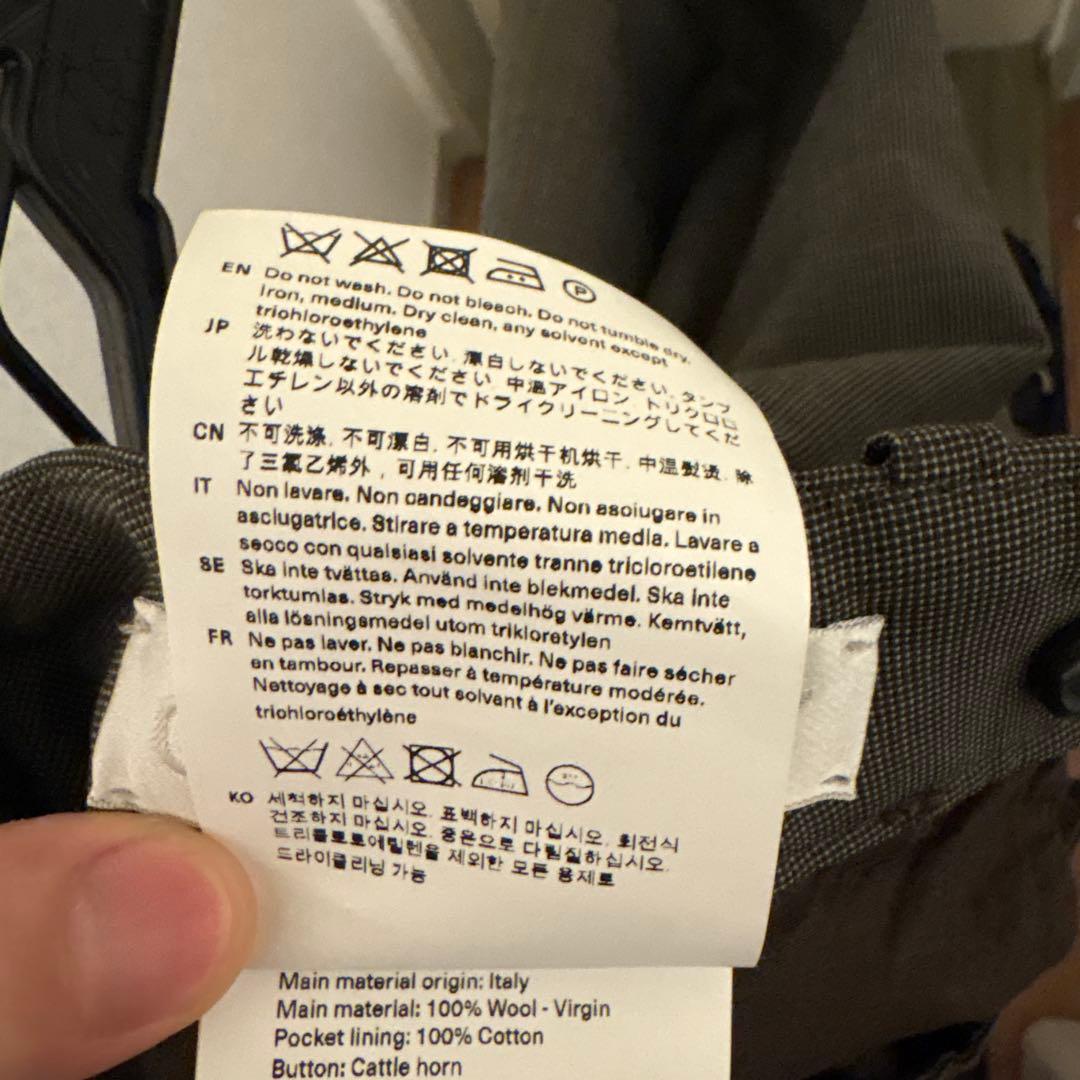 P
EN Do not wash. Do not bleach. Do not tumble dry.
Iron, medium. Dry clean, any solvent except
trichloroethylene
JP 洗わないでください. 漂白しないでください. タンブ
ル乾燥しないでください. 中温アイロン. トリクロロ
エチレン以外の溶剤でドライクリーニングしてくだ
さい
CN 不可洗涤. 不可漂白. 不可用烘干机烘干. 中温熨烫. 除
了三氯乙烯外, 可用任何溶剂干洗
IT Non lavare. Non candeggiare. Non asciugare in
asciugatrice. Stirare a temperatura media. Lavare a
secco con qualsiasi solvente tranne tricloroetilene
SE Ska inte tvättas. Använd inte blekmedel. Ska inte
torktumlas. Stryk med medelhög värme. Kemtvätt,
alla lösningsmedel utom trikloretylen
FR Ne pas laver. Ne pas blanchir. Ne pas faire sécher
en tambour. Repasser à température modérée.
Nettoyage à sec tout solvant à l'exception du
trichloroéthylène
KO 세척하지 마십시오. 표백하지 마십시오. 회전식
건조하지 마십시오. 중온으로 다림질하십시오.
트리클로로에틸렌을 제외한 모든 용제로
드라이클리닝 가능
Main material origin: Italy
Main material: 100% Wool - Virgin
Pocket lining: 100% Cotton
Button: Cattle horn